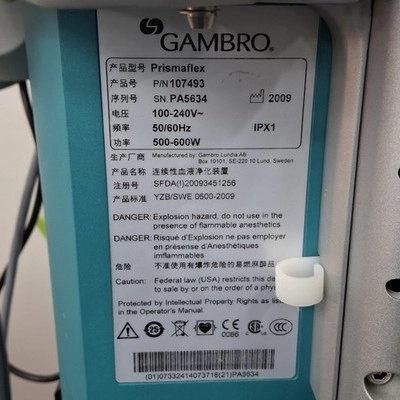 GAMBRO
产品型号 Prismaflex
产品号 P/N 107493
序列号 SN PA5634 2009
电压 100-240V~
频率 50/60Hz IPX1
功率 500-600W
生产厂商 Manufactured by: Gambro Lundia AB
Box 10101, SE-220 10 Lund, Sweden
产品名称 连续性血液净化装置
注册号 SFDA(I)20093451256
产品标准 YZB/SWE 0600-2009
DANGER: Explosion hazard, do not use in the
presence of flammable anesthetics
DANGER: Risqué d'Explosion ne pas employer
en presence d'Anesthétiques
imflammables
危险 不准使用有爆炸危险的易燃麻醉品
Caution: Federal law (USA) restricts this de
to sale by or on the order of a phys
Protected by Intellectual Property Rights as lis
in the Operator's Manual
25 0086 CSA CCC
(01)07332414073718(21)PA5634